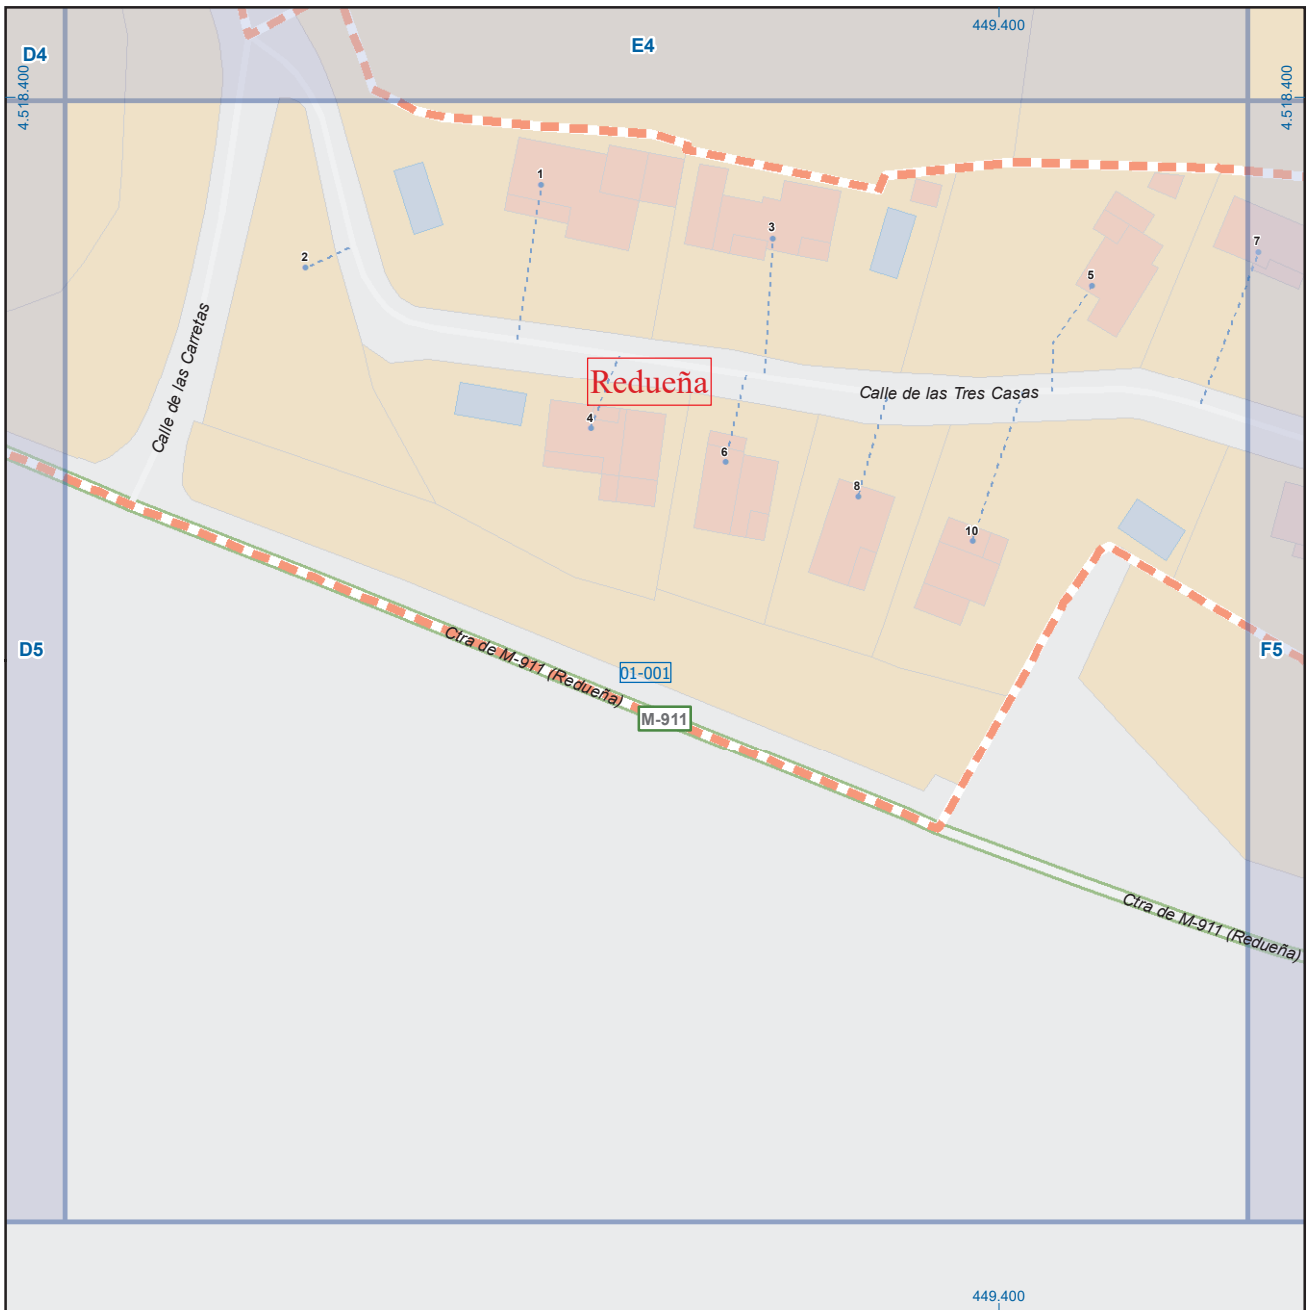 449.400
D4
E4
4.518.400
4.518.400
1
3
7
2
5
Calle de las Carretas
Redueña
Calle de las Tres Casas
4
6
8
10
D5
Ctra de M-911 (Redueña)
F5
01-001
M-911
Ctra de M-911 (Redueña)
449.400